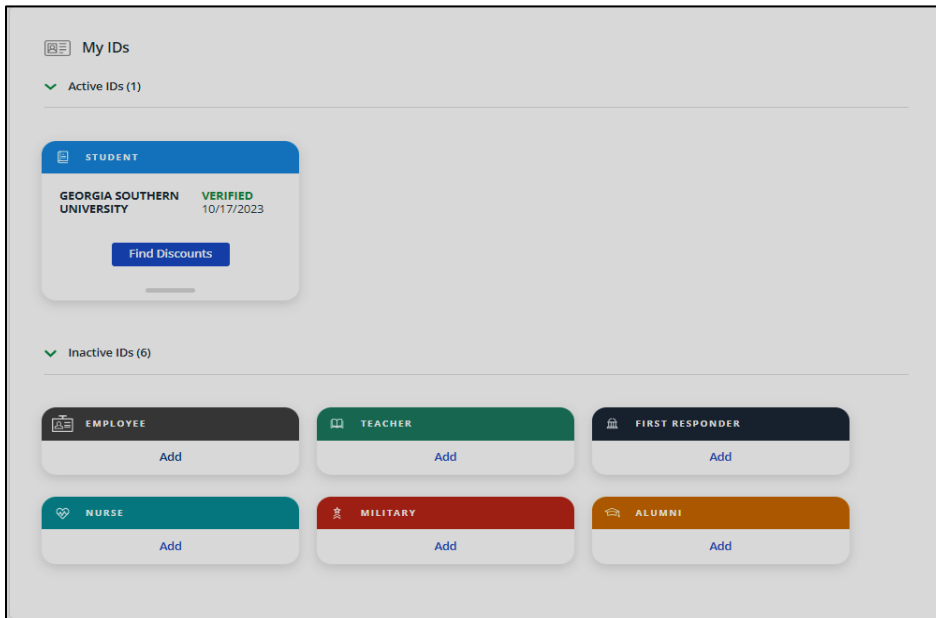 My IDs
Active IDs (1)
STUDENT
GEORGIA SOUTHERN UNIVERSITY
VERIFIED
10/17/2023
Find Discounts
Inactive IDs (6)
EMPLOYEE
Add
TEACHER
Add
FIRST RESPONDER
Add
NURSE
Add
MILITARY
Add
ALUMNI
Add